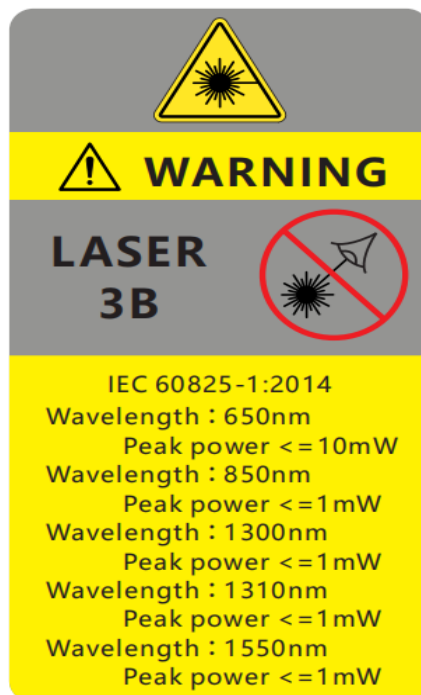 WARNING
LASER
3B
IEC 60825-1:2014
Wavelength：650nm
Peak power <=10mW
Wavelength：850nm
Peak power <=1mW
Wavelength：1300nm
Peak power <=1mW
Wavelength：1310nm
Peak power <=1mW
Wavelength：1550nm
Peak power <=1mW